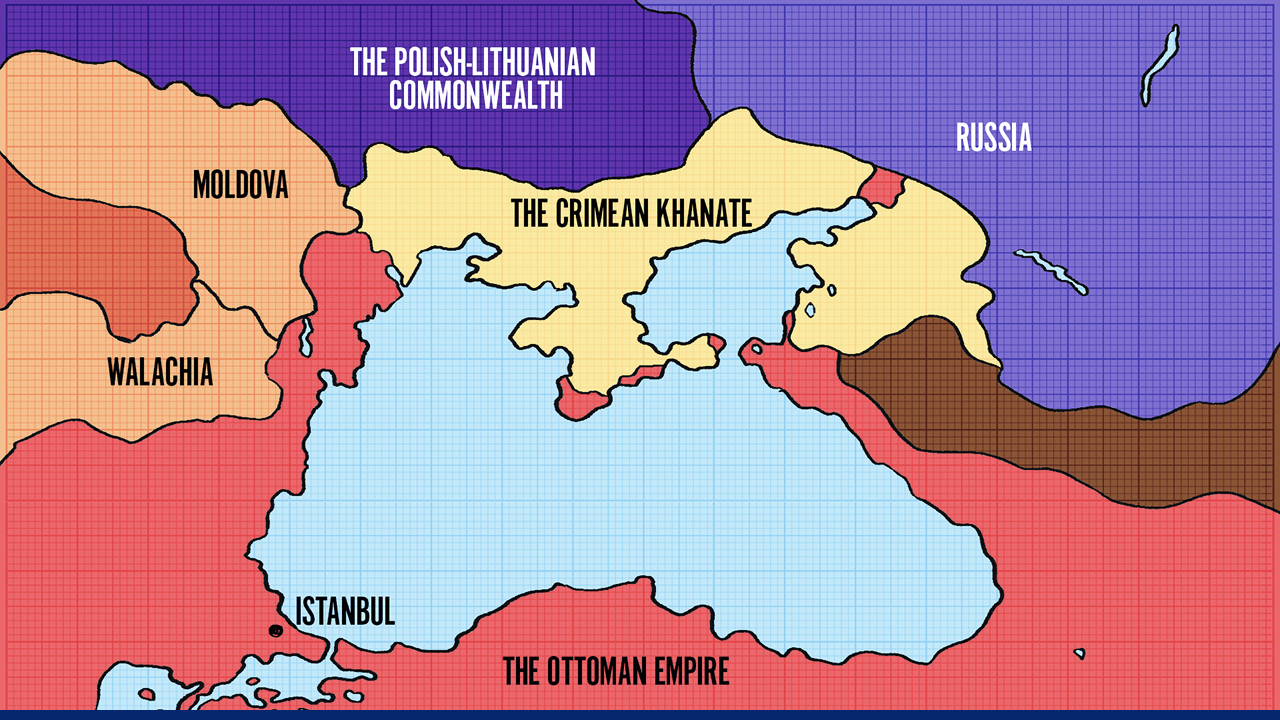 THE POLISH-LITHUANIAN
COMMONWEALTH
RUSSIA
MOLDOVA
THE CRIMEAN KHANATE
WALACHIA
ISTANBUL
THE OTTOMAN EMPIRE